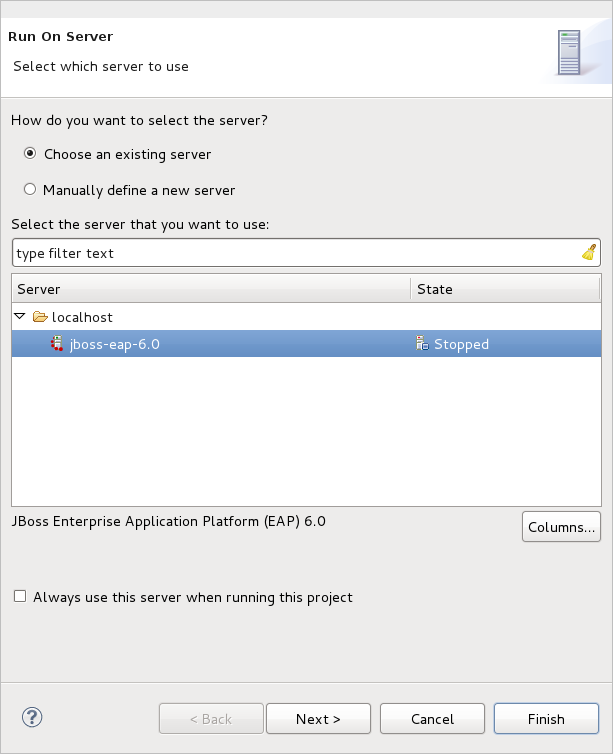 Run On Server
Select which server to use
How do you want to select the server?
Choose an existing server
Manually define a new server
Select the server that you want to use:
type filter text
Server State
localhost
jboss-eap-6.0 Stopped
JBoss Enterprise Application Platform (EAP) 6.0
Columns...
Always use this server when running this project
? < Back Next > Cancel Finish